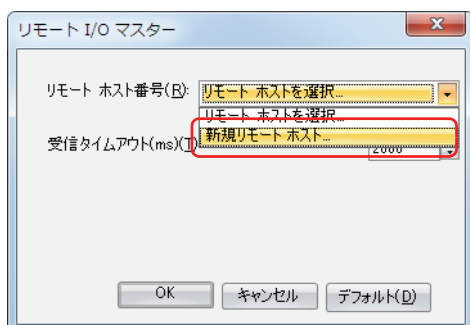 リモート I/O マスター
リモート ホスト番号(R): リモート ホストを選択...
リモート ホストを選択...
新規リモート ホスト...
受信タイムアウト(ms)(T) 2000
OK キャンセル デフォルト(D)